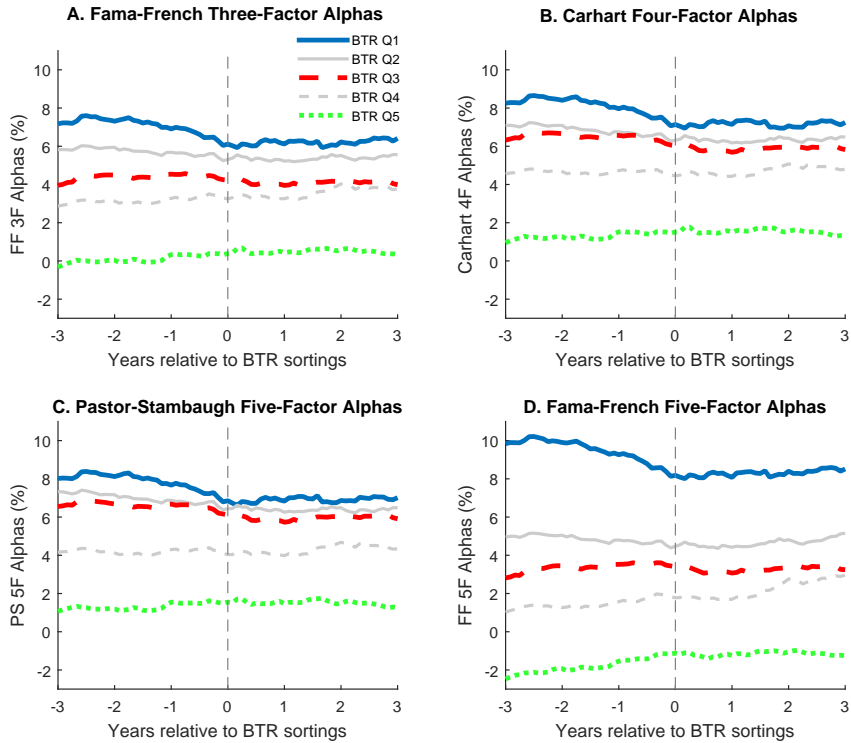 A. Fama-French Three-Factor Alphas
BTR Q1
BTR Q2
BTR Q3
BTR Q4
BTR Q5
10
8
6
4
2
0
-2
FF 3F Alphas (%)
-3 -2 -1 0 1 2 3
Years relative to BTR sortings
B. Carhart Four-Factor Alphas
10
8
6
4
2
0
-2
Carhart 4F Alphas (%)
-3 -2 -1 0 1 2 3
Years relative to BTR sortings
C. Pastor-Stambaugh Five-Factor Alphas
10
8
6
4
2
0
-2
PS 5F Alphas (%)
-3 -2 -1 0 1 2 3
Years relative to BTR sortings
D. Fama-French Five-Factor Alphas
10
8
6
4
2
0
-2
FF 5F Alphas (%)
-3 -2 -1 0 1 2 3
Years relative to BTR sortings